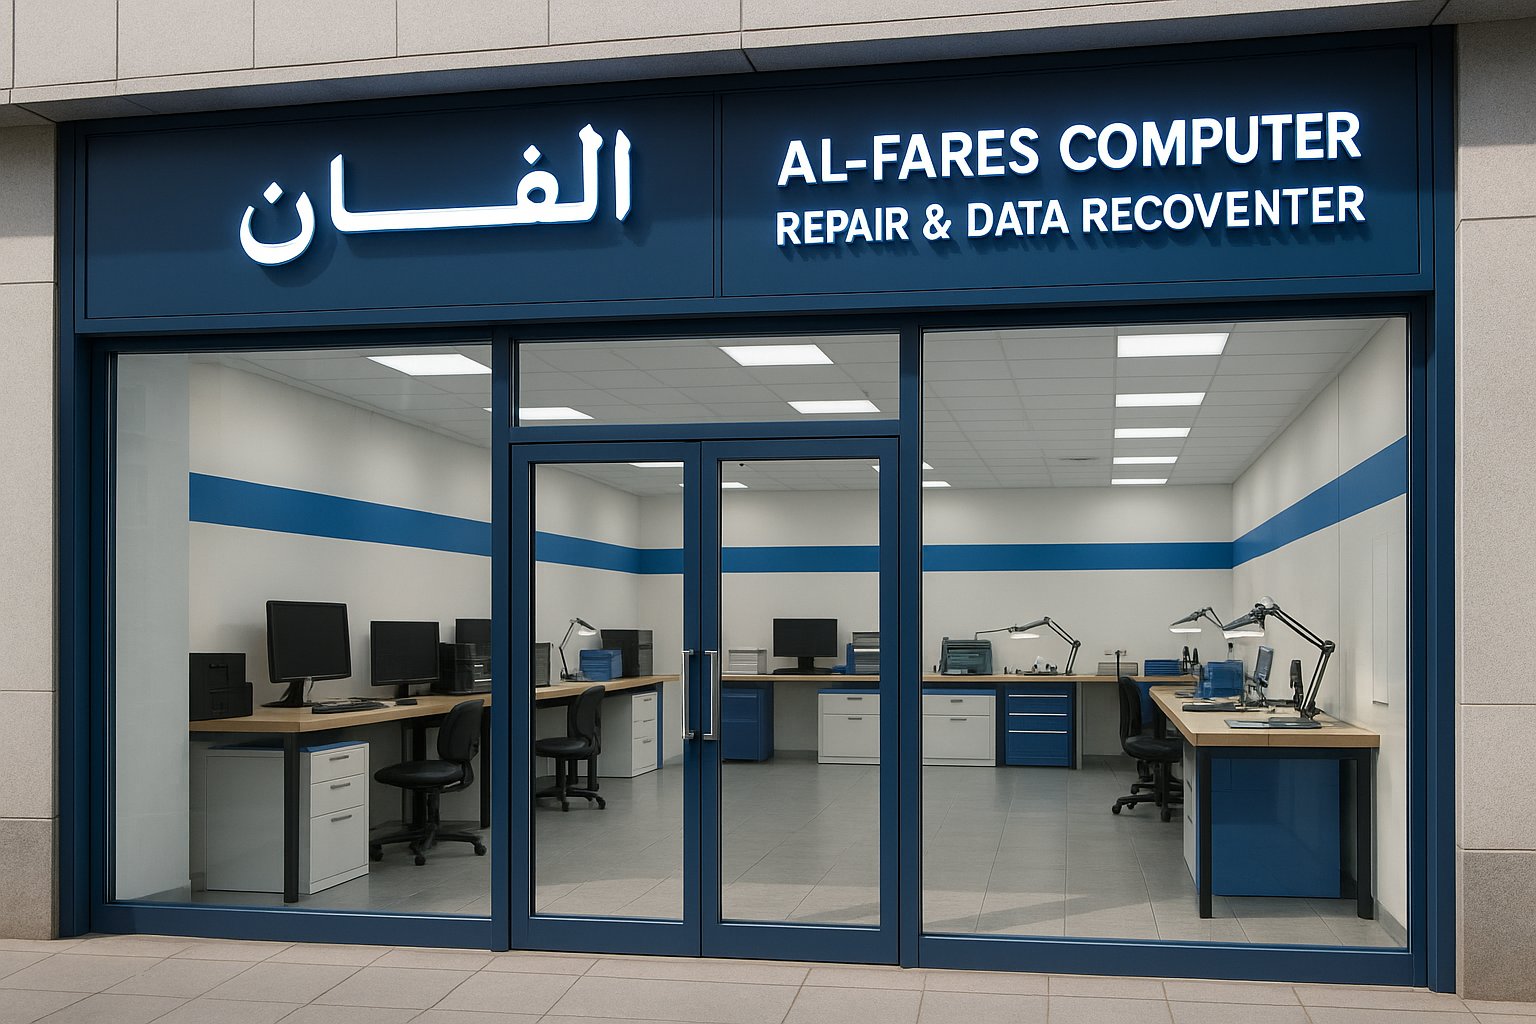 الفان
AL-FARES COMPUTER
REPAIR & DATA RECOVENTER